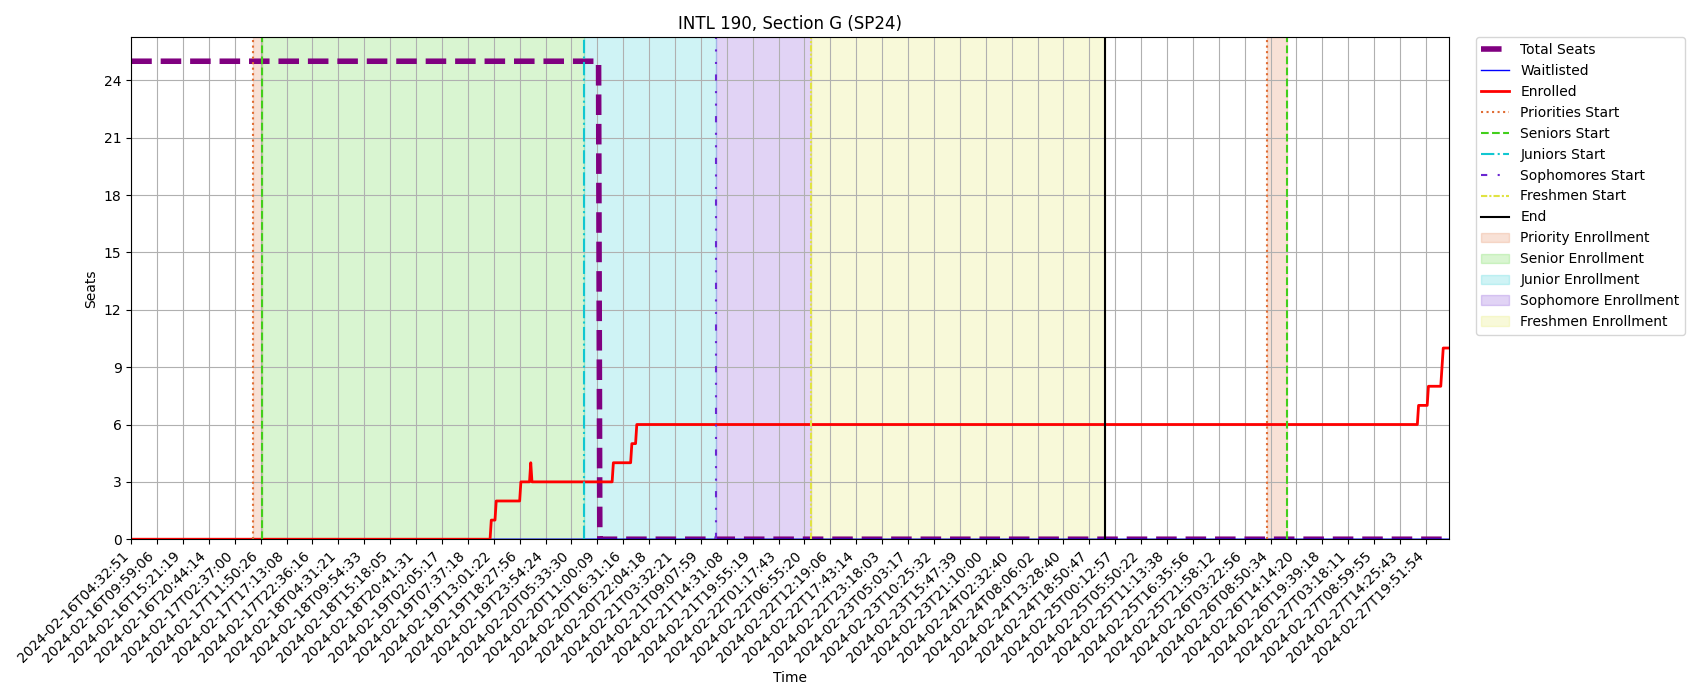 INTL 190, Section G (SP24)
Seats
24
21
18
15
12
9
6
3
0
2024-02-16T04:32:51
2024-02-16T09:59:06
2024-02-16T15:21:19
2024-02-16T20:44:14
2024-02-17T02:37:00
2024-02-17T11:50:26
2024-02-17T17:13:08
2024-02-17T22:36:16
2024-02-18T04:31:21
2024-02-18T09:54:33
2024-02-18T15:18:05
2024-02-18T20:41:31
2024-02-19T02:05:17
2024-02-19T07:37:18
2024-02-19T13:01:22
2024-02-19T18:27:56
2024-02-19T23:54:24
2024-02-20T05:33:30
2024-02-20T11:00:09
2024-02-20T16:31:16
2024-02-20T22:04:18
2024-02-21T03:32:21
2024-02-21T09:07:59
2024-02-21T14:31:08
2024-02-21T19:55:19
2024-02-22T01:17:43
2024-02-22T06:55:20
2024-02-22T12:19:06
2024-02-22T17:43:14
2024-02-22T23:18:03
2024-02-23T05:03:17
2024-02-23T10:25:32
2024-02-23T15:47:39
2024-02-23T21:10:00
2024-02-24T02:32:40
2024-02-24T08:06:02
2024-02-24T13:28:40
2024-02-24T18:50:47
2024-02-25T00:12:57
2024-02-25T05:50:22
2024-02-25T11:13:38
2024-02-25T16:35:56
2024-02-25T21:58:12
2024-02-26T03:22:56
2024-02-26T08:50:34
2024-02-26T14:14:20
2024-02-26T19:39:18
2024-02-27T03:18:11
2024-02-27T08:59:55
2024-02-27T14:25:43
2024-02-27T19:51:54
Time
Total Seats
Waitlisted
Enrolled
Priorities Start
Seniors Start
Juniors Start
Sophomores Start
Freshmen Start
End
Priority Enrollment
Senior Enrollment
Junior Enrollment
Sophomore Enrollment
Freshmen Enrollment